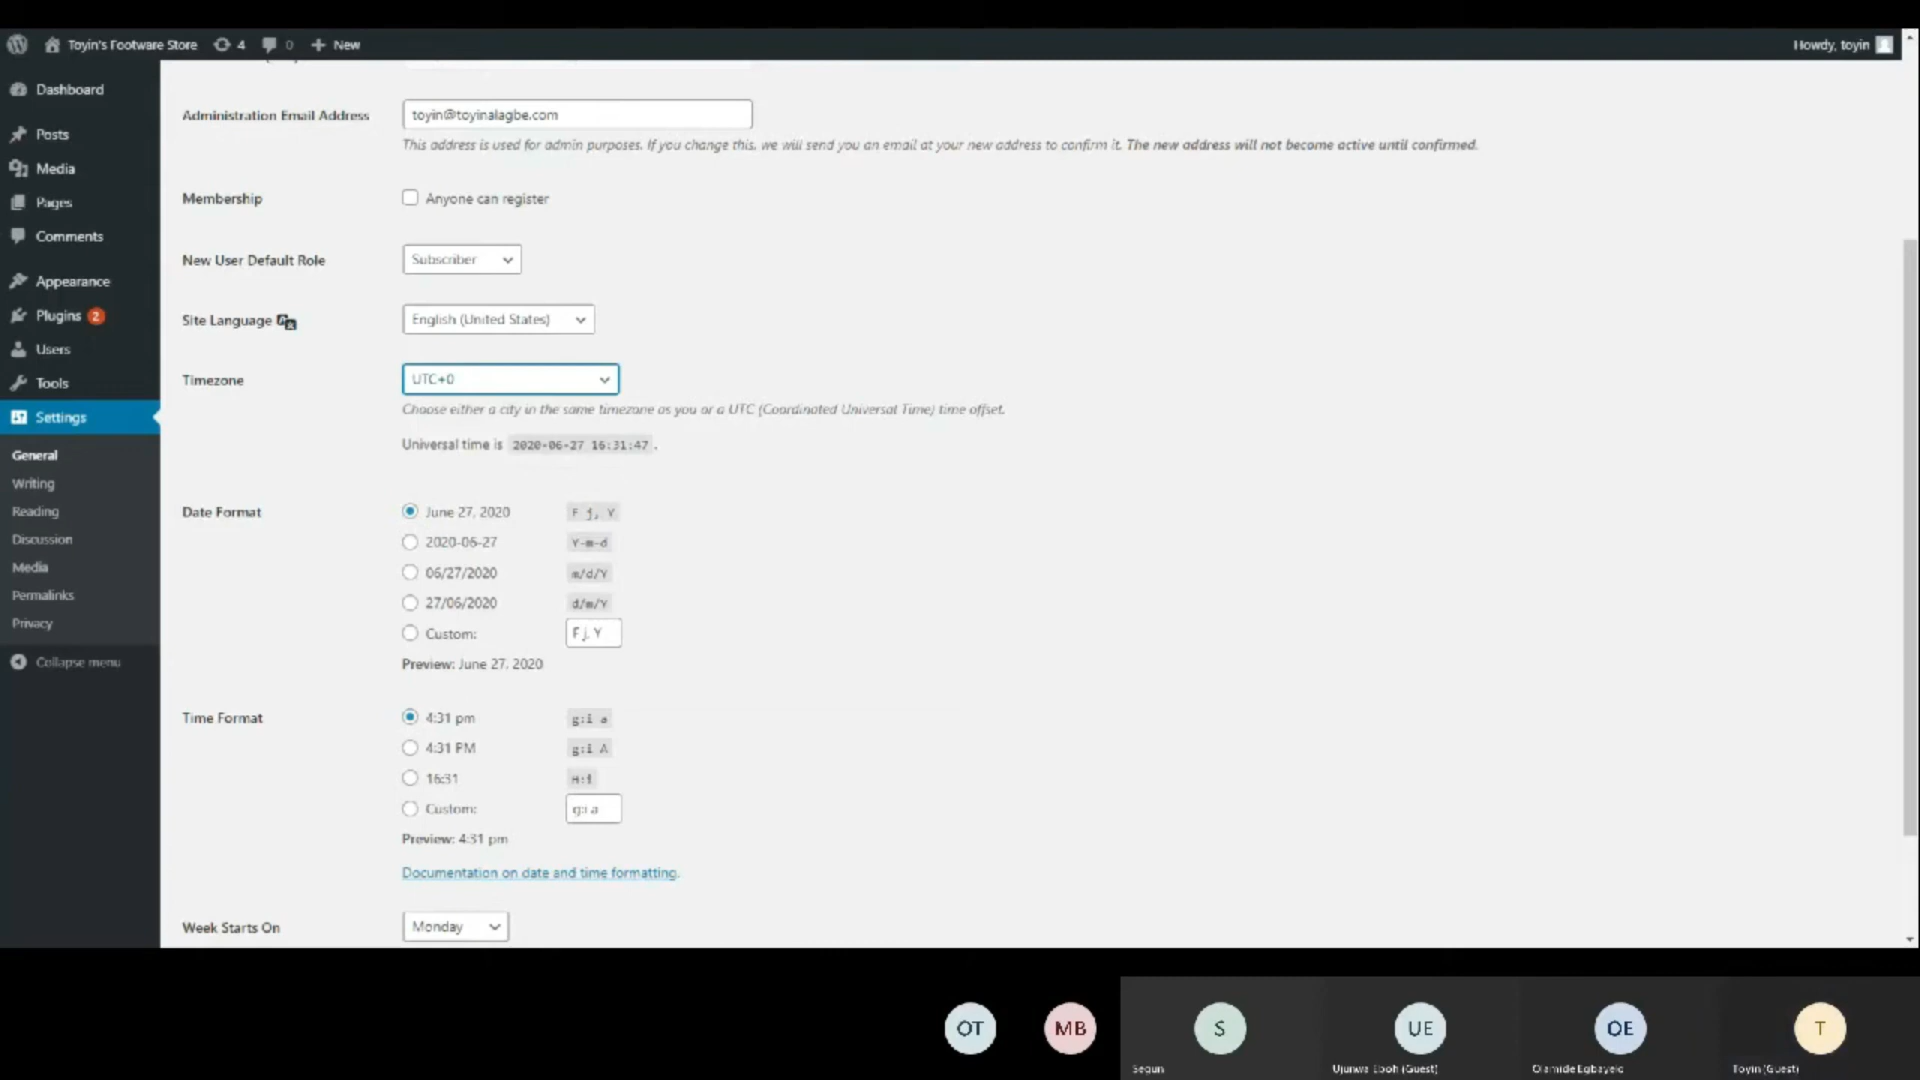 Toyin's Footware Store 4 0 New Howdy, toyin
Dashboard
Posts
Media
Pages
Comments
Appearance
Plugins 2
Users
Tools
Settings
General
Writing
Reading
Discussion
Media
Permalinks
Privacy
Collapse menu
Administration Email Address toyin@toyinalagbe.com
This address is used for admin purposes. If you change this, we will send you an email at your new address to confirm it. The new address will not become active until confirmed.
Membership Anyone can register
New User Default Role Subscriber
Site Language English (United States)
Timezone UTC+0
Choose either a city in the same timezone as you or a UTC (Coordinated Universal Time) time offset.
Universal time is 2020-06-27 16:31:47 .
Date Format June 27, 2020 F j, Y
2020-06-27 Y-m-d
06/27/2020 m/d/Y
27/06/2020 d/m/Y
Custom: F j, Y
Preview: June 27, 2020
Time Format 4:31 pm g:i a
4:31 PM g:i A
16:31 H:i
Custom: g:i a
Preview: 4:31 pm
Documentation on date and time formatting.
Week Starts On Monday
OT MB S UE OE T
Segun (Guest) Olamide Egbayelo Toyin (Guest)